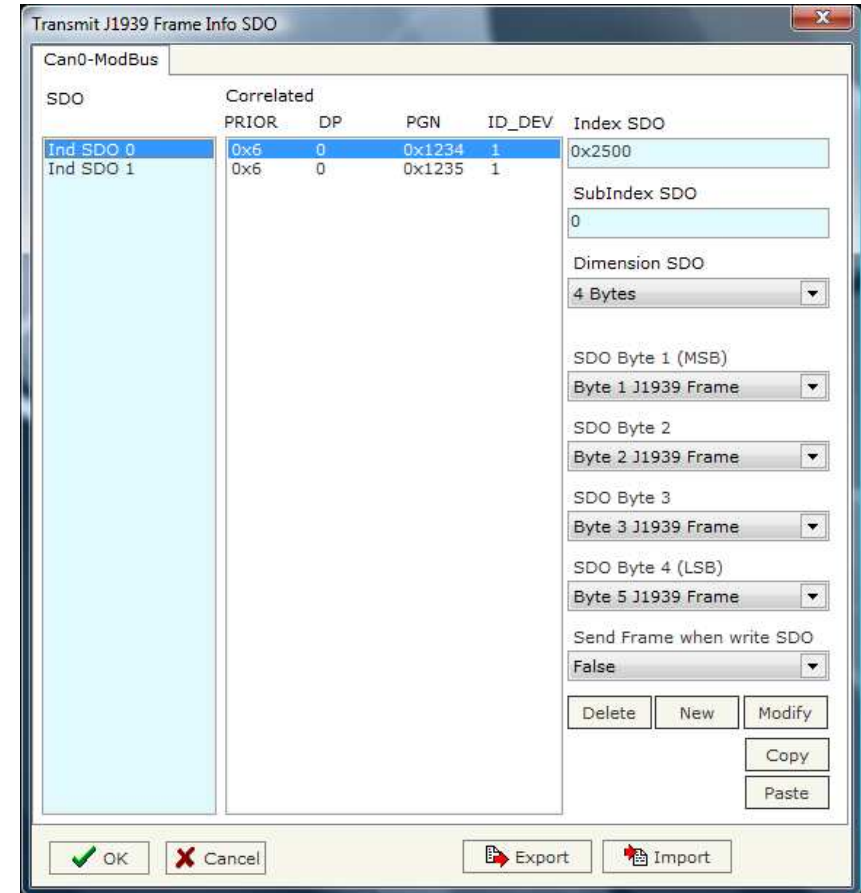 Transmit J1939 Frame Info SDO
Can0-ModBus
SDO
Correlated
PRIOR DP PGN ID_DEV
Ind SDO 0 0x6 0 0x1234 1
Ind SDO 1 0x6 0 0x1235 1
Index SDO
0x2500
SubIndex SDO
0
Dimension SDO
4 Bytes
SDO Byte 1 (MSB)
Byte 1 J1939 Frame
SDO Byte 2
Byte 2 J1939 Frame
SDO Byte 3
Byte 3 J1939 Frame
SDO Byte 4 (LSB)
Byte 5 J1939 Frame
Send Frame when write SDO
False
Delete New Modify
Copy
Paste
OK Cancel Export Import